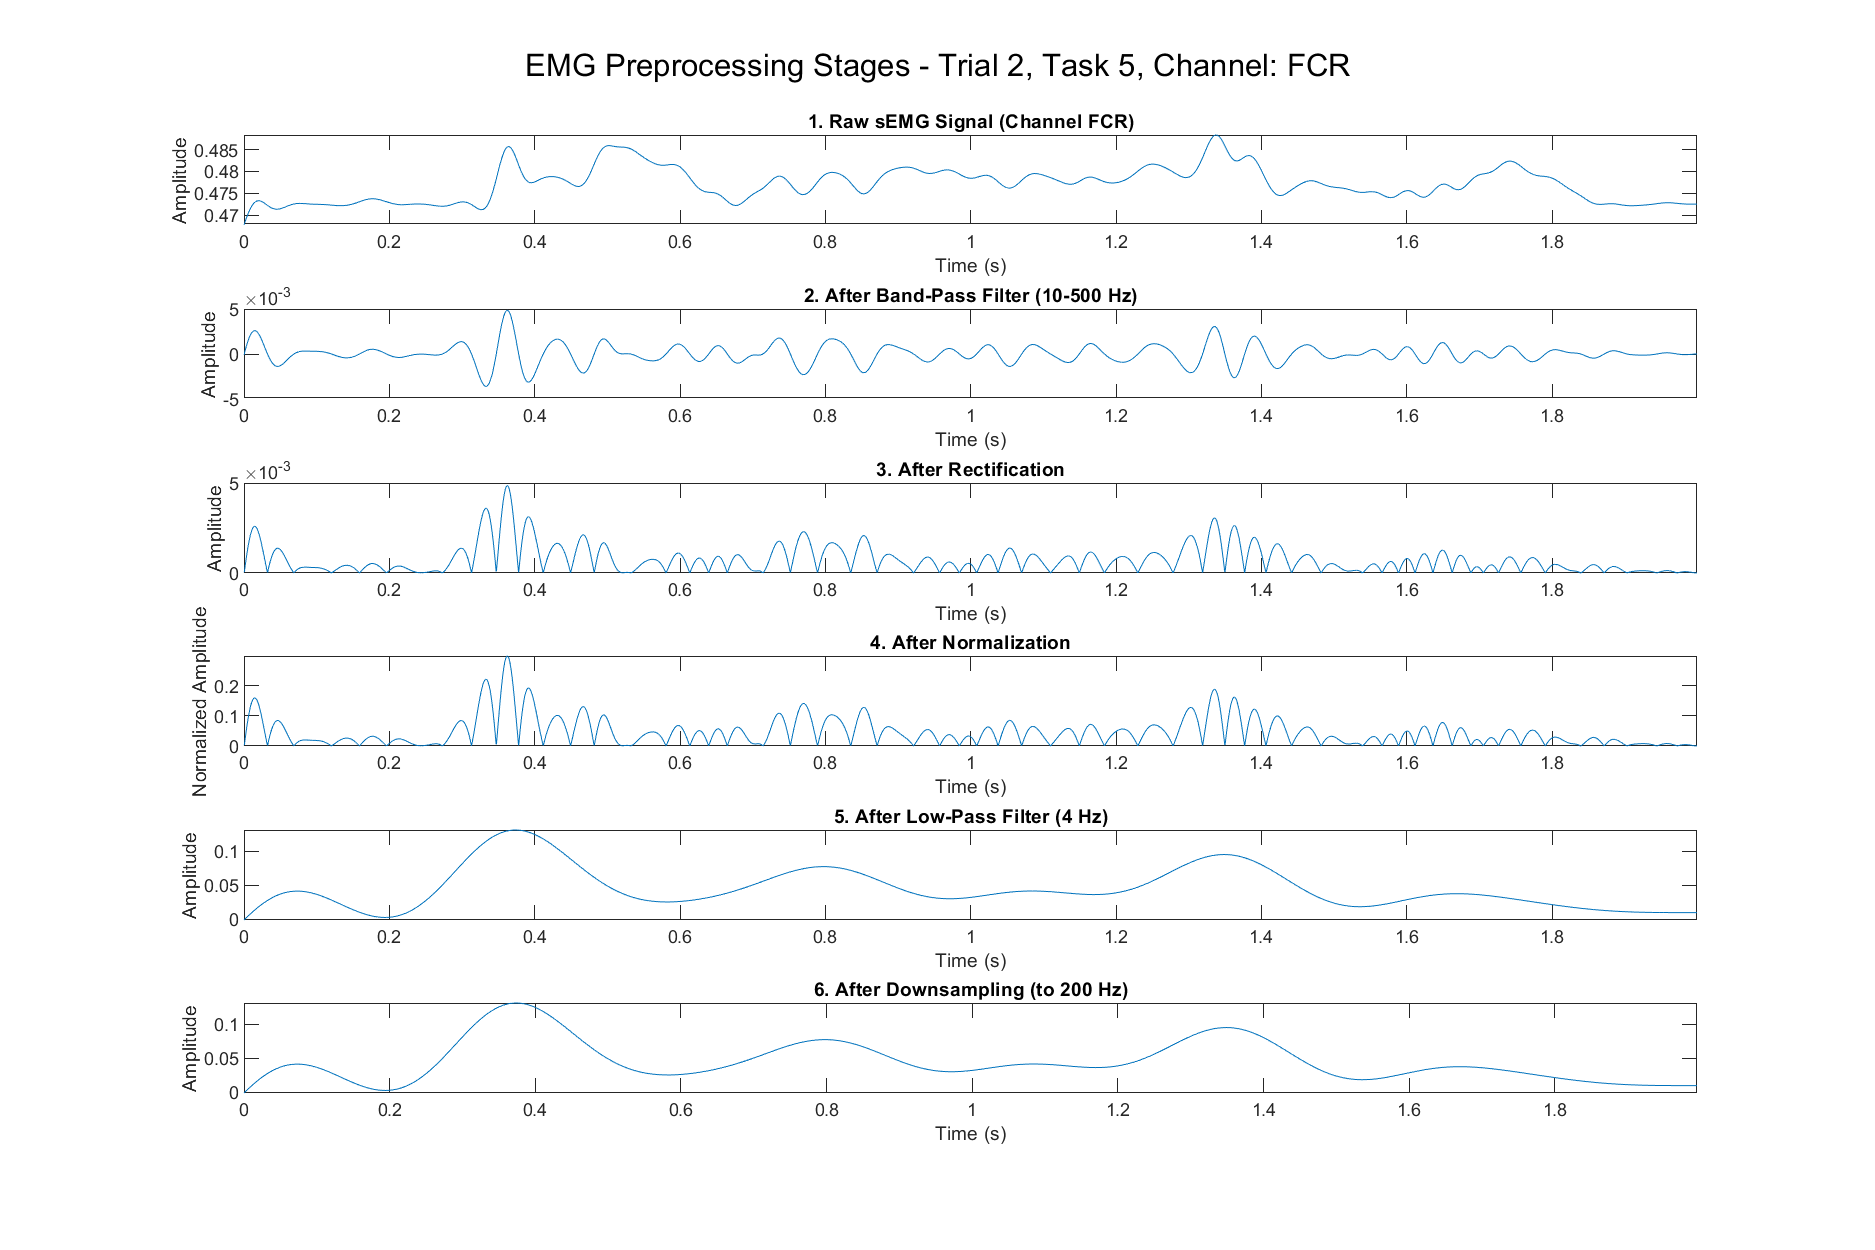 EMG Preprocessing Stages - Trial 2, Task 5, Channel: FCR
1. Raw sEMG Signal (Channel FCR)
Amplitude
0.485
0.48
0.475
0.47
0 0.2 0.4 0.6 0.8 1 1.2 1.4 1.6 1.8
Time (s)
2. After Band-Pass Filter (10-500 Hz)
×10-3
Amplitude
5
0
-5
0 0.2 0.4 0.6 0.8 1 1.2 1.4 1.6 1.8
Time (s)
3. After Rectification
×10-3
Amplitude
5
0
0 0.2 0.4 0.6 0.8 1 1.2 1.4 1.6 1.8
Time (s)
4. After Normalization
Normalized Amplitude
0.2
0.1
0
0 0.2 0.4 0.6 0.8 1 1.2 1.4 1.6 1.8
Time (s)
5. After Low-Pass Filter (4 Hz)
Amplitude
0.1
0.05
0
0 0.2 0.4 0.6 0.8 1 1.2 1.4 1.6 1.8
Time (s)
6. After Downsampling (to 200 Hz)
Amplitude
0.1
0.05
0
0 0.2 0.4 0.6 0.8 1 1.2 1.4 1.6 1.8
Time (s)